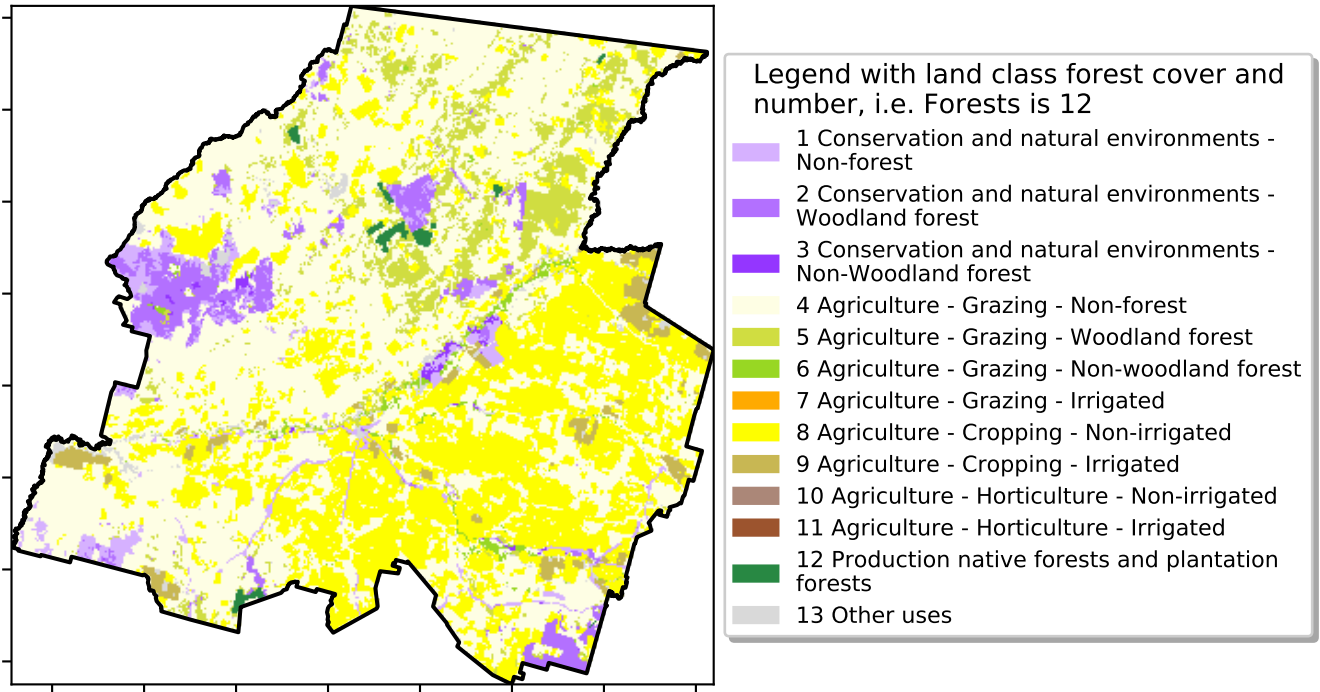 Legend with land class forest cover and
number, i.e. Forests is 12
1 Conservation and natural environments -
Non-forest
2 Conservation and natural environments -
Woodland forest
3 Conservation and natural environments -
Non-Woodland forest
4 Agriculture - Grazing - Non-forest
5 Agriculture - Grazing - Woodland forest
6 Agriculture - Grazing - Non-woodland forest
7 Agriculture - Grazing - Irrigated
8 Agriculture - Cropping - Non-irrigated
9 Agriculture - Cropping - Irrigated
10 Agriculture - Horticulture - Non-irrigated
11 Agriculture - Horticulture - Irrigated
12 Production native forests and plantation
forests
13 Other uses